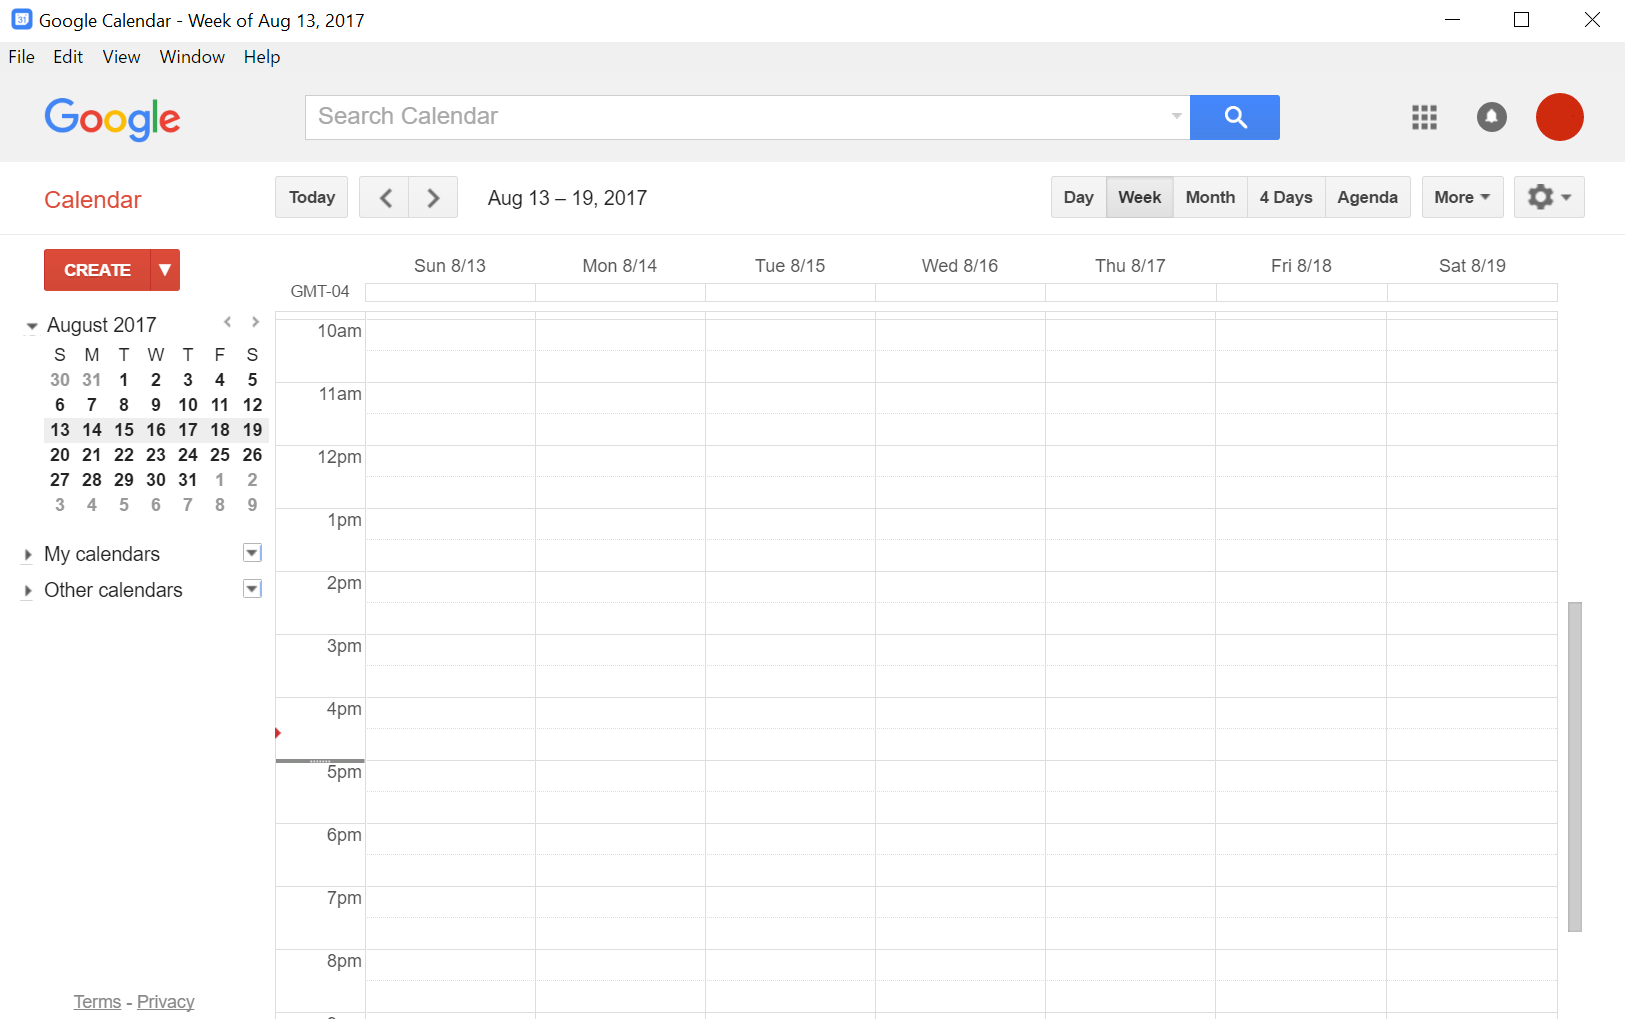 Google Calendar - Week of Aug 13, 2017
File Edit View Window Help
Google Search Calendar
Calendar Today Aug 13 – 19, 2017 Day Week Month 4 Days Agenda More
CREATE
Sun 8/13 Mon 8/14 Tue 8/15 Wed 8/16 Thu 8/17 Fri 8/18 Sat 8/19
GMT-04
August 2017
S M T W T F S
30 31 1 2 3 4 5
6 7 8 9 10 11 12
13 14 15 16 17 18 19
20 21 22 23 24 25 26
27 28 29 30 31 1 2
3 4 5 6 7 8 9
My calendars
Other calendars
10am
11am
12pm
1pm
2pm
3pm
4pm
5pm
6pm
7pm
8pm
Terms - Privacy